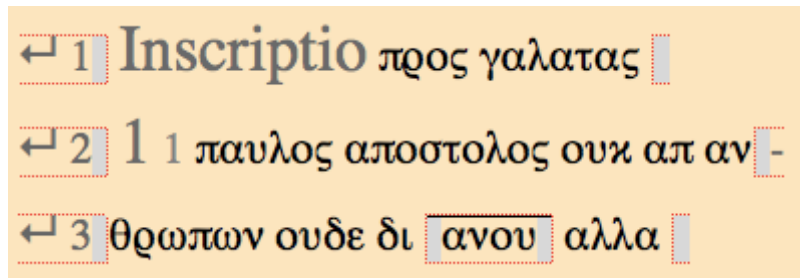 ↵ 1 Inscriptio προς γαλατας
↵ 2 1 1 παυλος αποστολος ουκ απ αν-
↵ 3 θρωπων ουδε δι ανου αλλα